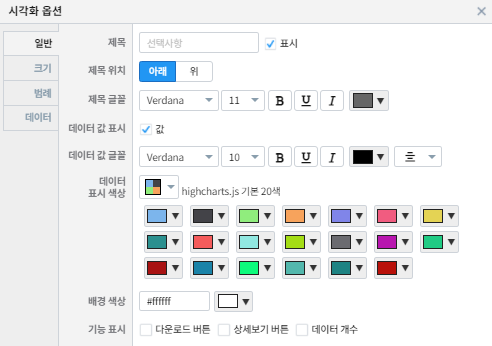 시각화 옵션
일반
크기
범례
데이터
제목 선택사항 표시
제목 위치 아래 위
제목 글꼴 Verdana 11 B U I
데이터 값 표시 값
데이터 값 글꼴 Verdana 10 B U I
데이터
표시 색상 highcharts.js 기본 20색
배경 색상 #ffffff
기능 표시 다운로드 버튼 상세보기 버튼 데이터 개수